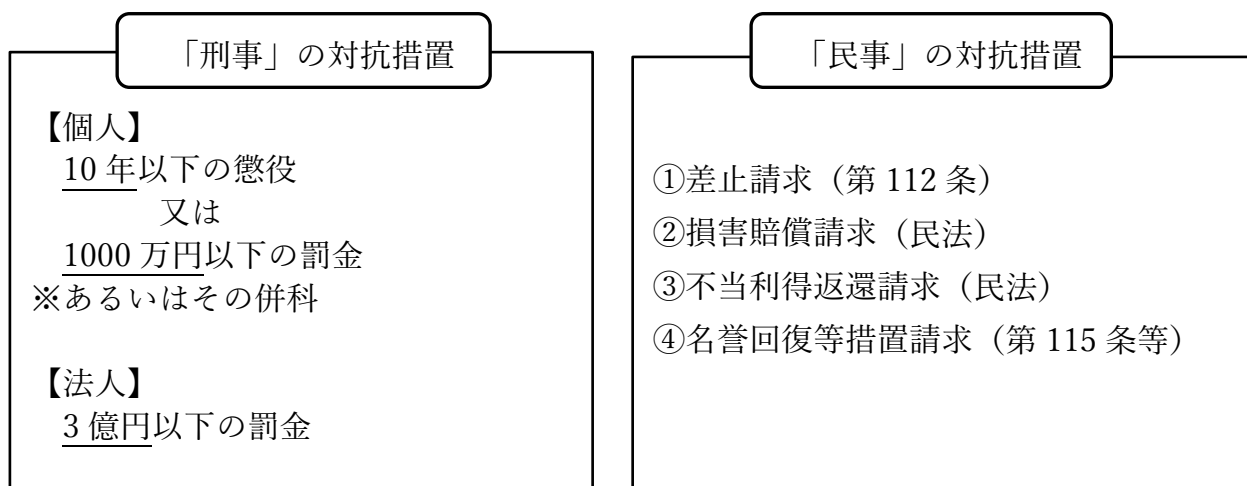 「刑事」の対抗措置
【個人】
10 年以下の懲役
又は
1000 万円以下の罰金
※あるいはその併科
【法人】
3 億円以下の罰金
「民事」の対抗措置
①差止請求（第 112 条）
②損害賠償請求（民法）
③不当利得返還請求（民法）
④名誉回復等措置請求（第 115 条等）